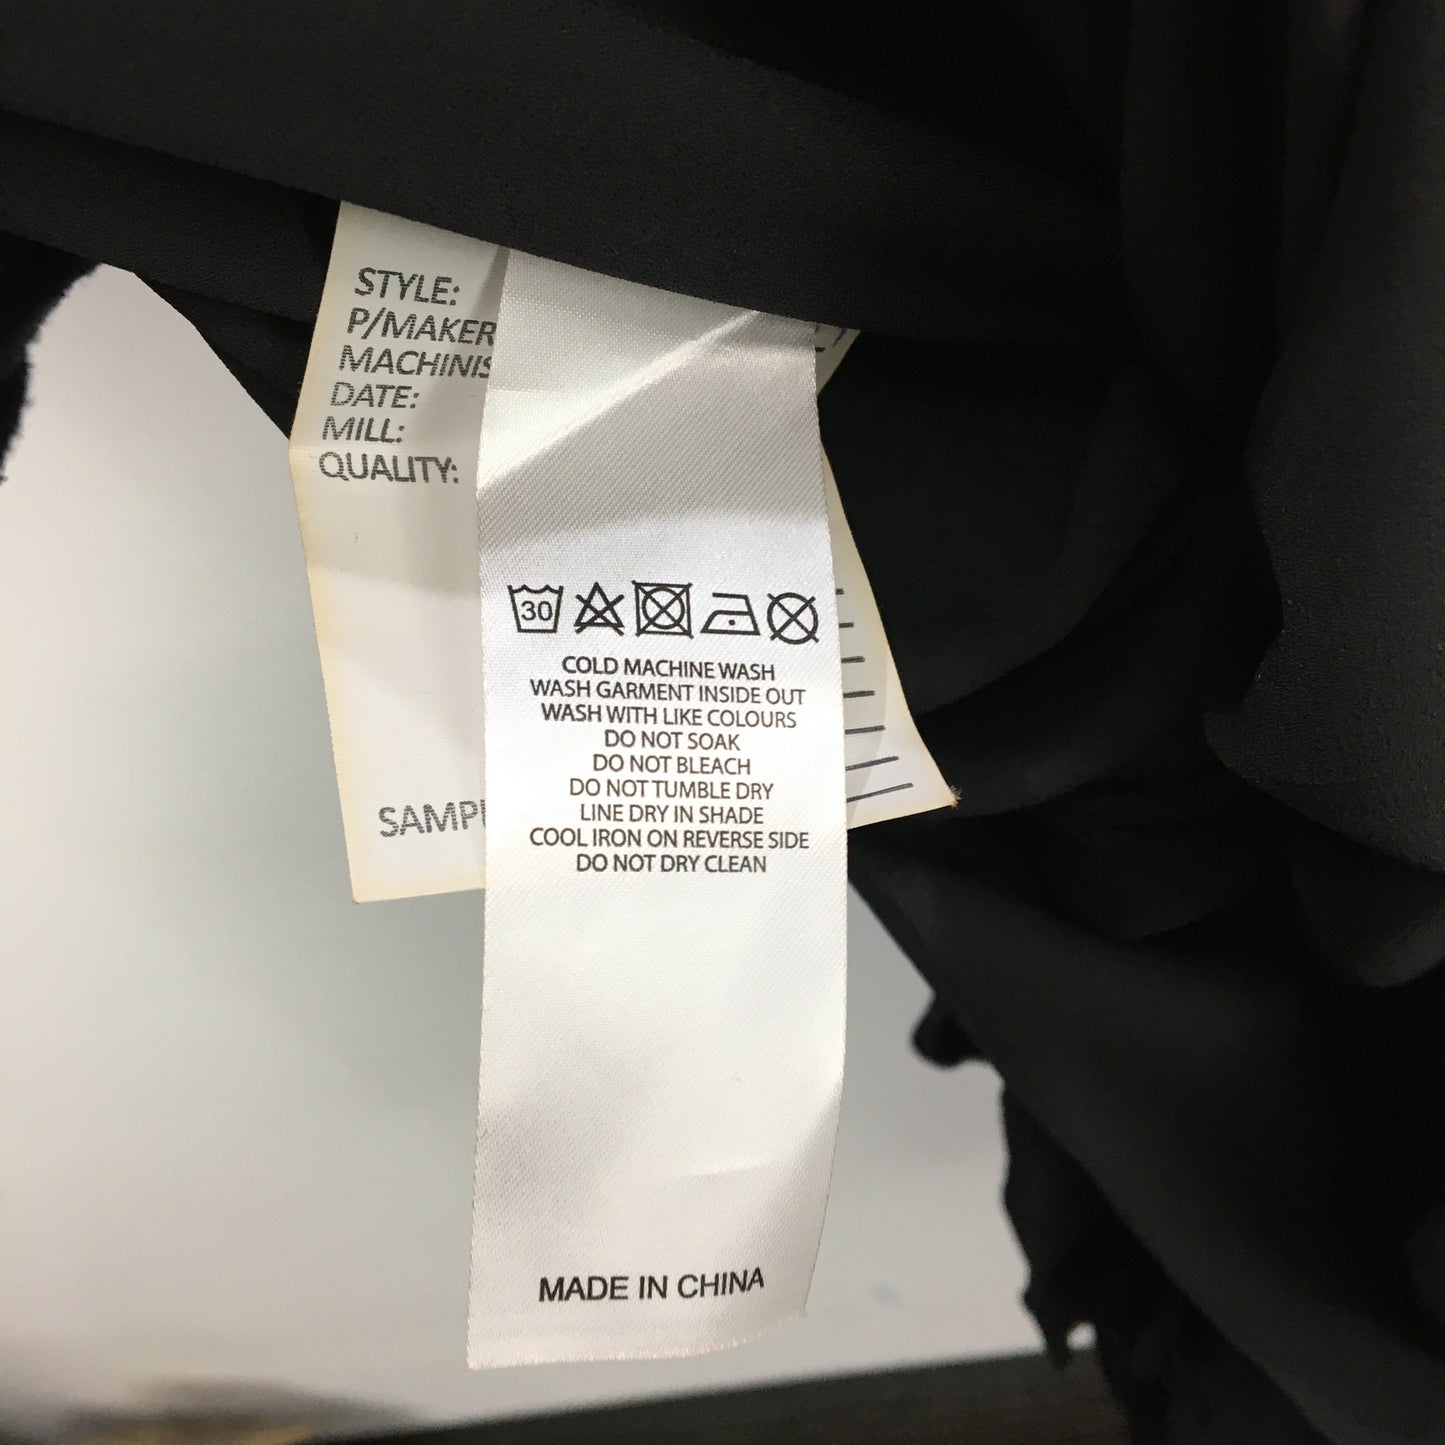 STYLE:
P/MAKER
MACHINIS
DATE:
MILL:
QUALITY:
SAMPL
30
COLD MACHINE WASH
WASH GARMENT INSIDE OUT
WASH WITH LIKE COLOURS
DO NOT SOAK
DO NOT BLEACH
DO NOT TUMBLE DRY
LINE DRY IN SHADE
COOL IRON ON REVERSE SIDE
DO NOT DRY CLEAN
MADE IN CHINA